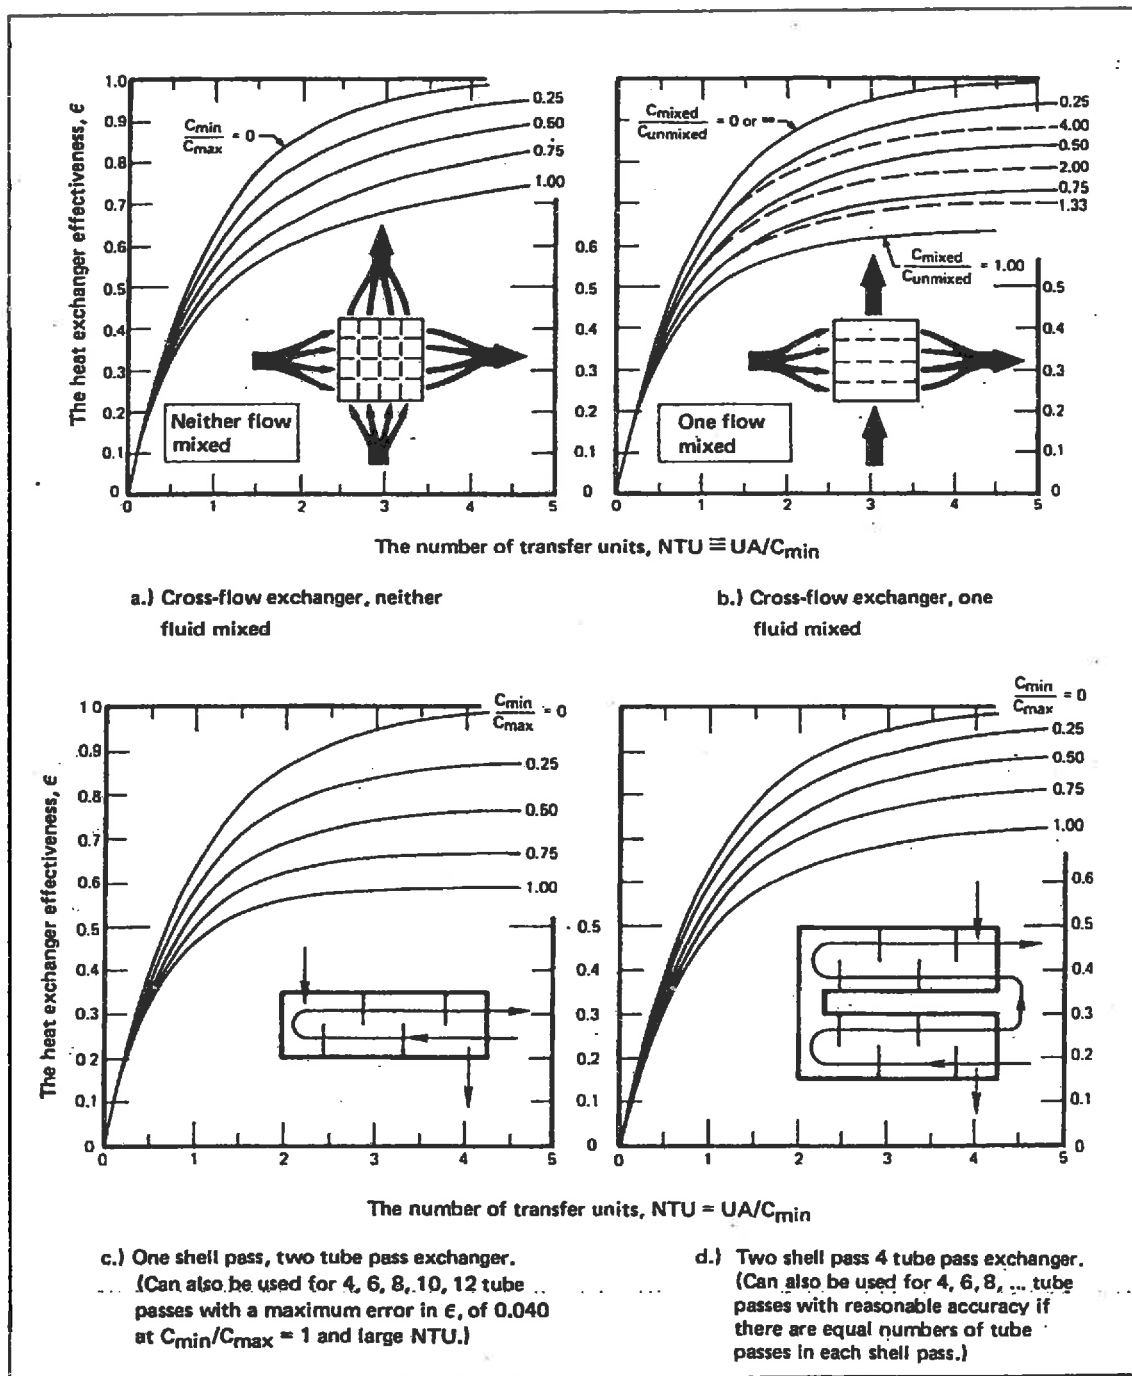 The heat exchanger effectiveness, ϵ
1.0
0.9
0.8
0.7
0.6
0.5
0.4
0.3
0.2
0.1
0
Cmin
Cmax
= 0
0.25
0.50
0.75
1.00
Neither flow
mixed
0 1 2 3 4 5
Cmixed
Cunmixed
= 0 or ∞
0.25
4.00
0.50
2.00
0.75
1.33
Cmixed
Cunmixed
= 1.00
0.6
0.5
0.4
0.3
0.2
0.1
0
0.5
0.4
0.3
0.2
0.1
0
One flow
mixed
0 1 2 3 4 5
The number of transfer units, NTU ≡ UA/Cmin
a.) Cross-flow exchanger, neither
fluid mixed
b.) Cross-flow exchanger, one
fluid mixed
The heat exchanger effectiveness, ϵ
1.0
0.9
0.8
0.7
0.6
0.5
0.4
0.3
0.2
0.1
0
Cmin
Cmax
= 0
0.25
0.50
0.75
1.00
0 1 2 3 4 5
Cmin
Cmax
= 0
0.25
0.50
0.75
1.00
0.5
0.4
0.3
0.2
0.1
0
0.6
0.5
0.4
0.3
0.2
0.1
0
0 1 2 3 4 5
The number of transfer units, NTU = UA/Cmin
c.) One shell pass, two tube pass exchanger.
(Can also be used for 4, 6, 8, 10, 12 tube
passes with a maximum error in ϵ, of 0.040
at Cmin/Cmax = 1 and large NTU.)
d.) Two shell pass 4 tube pass exchanger.
(Can also be used for 4, 6, 8, ... tube
passes with reasonable accuracy if
there are equal numbers of tube
passes in each shell pass.)